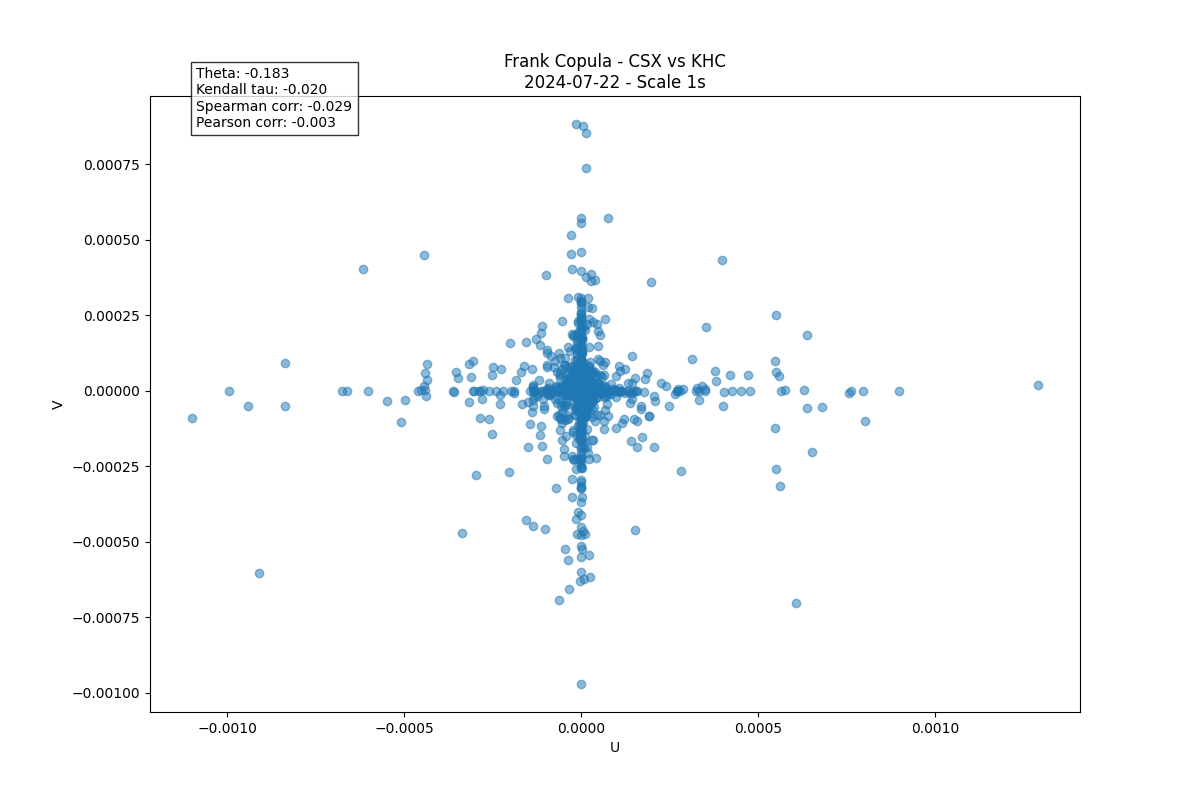 Frank Copula - CSX vs KHC
2024-07-22 - Scale 1s
Theta: -0.183
Kendall tau: -0.020
Spearman corr: -0.029
Pearson corr: -0.003
V
0.00075
0.00050
0.00025
0.00000
−0.00025
−0.00050
−0.00075
−0.00100
−0.0010
−0.0005
0.0000
0.0005
0.0010
U